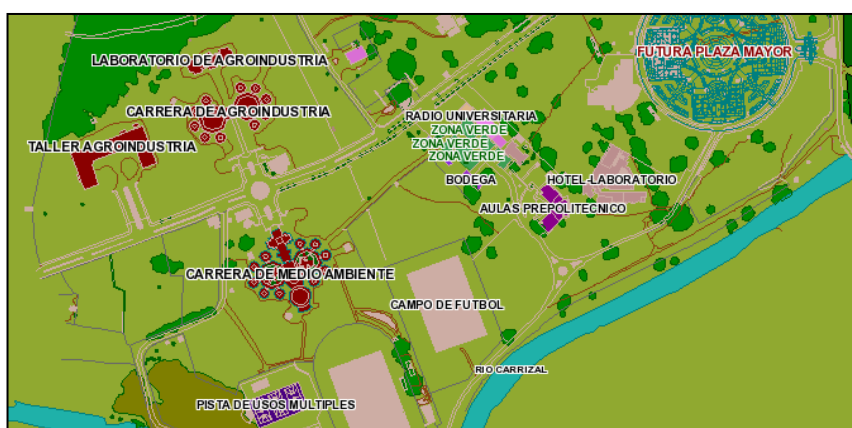 FUTURA PLAZA MAYOR
LABORATORIO DE AGROINDUSTRIA
CARRERA DE AGROINDUSTRIA
RADIO UNIVERSITARIA
ZONA VERDE
ZONA VERDE
ZONA VERDE
TALLER AGROINDUSTRIA
BODEGA
HOTEL-LABORATORIO
AULAS PREPOLITECNICO
CARRERA DE MEDIO AMBIENTE
CAMPO DE FUTBOL
RIO CARRIZAL
PISTA DE USOS MULTIPLES